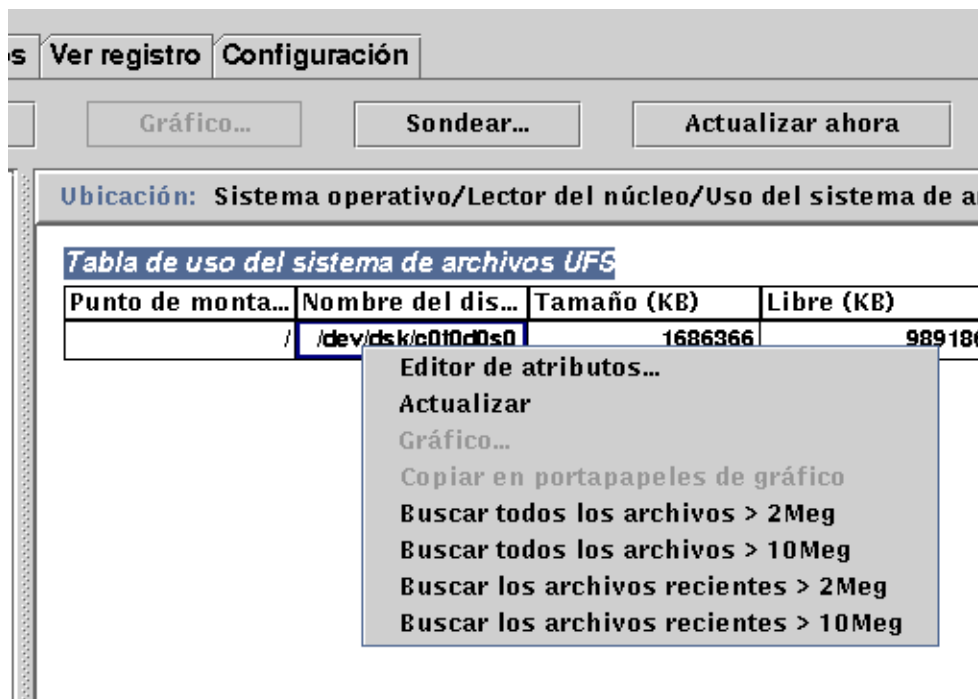 os Ver registro Configuración
Gráfico... Sondear... Actualizar ahora
Ubicación: Sistema operativo/Lector del núcleo/Uso del sistema de a
Tabla de uso del sistema de archivos UFS
Punto de monta... Nombre del dis... Tamaño (KB) Libre (KB)
/ /dev/dsk/c0t0d0s0 1686366 989186
Editor de atributos...
Actualizar
Gráfico...
Copiar en portapapeles de gráfico
Buscar todos los archivos > 2Meg
Buscar todos los archivos > 10Meg
Buscar los archivos recientes > 2Meg
Buscar los archivos recientes > 10Meg